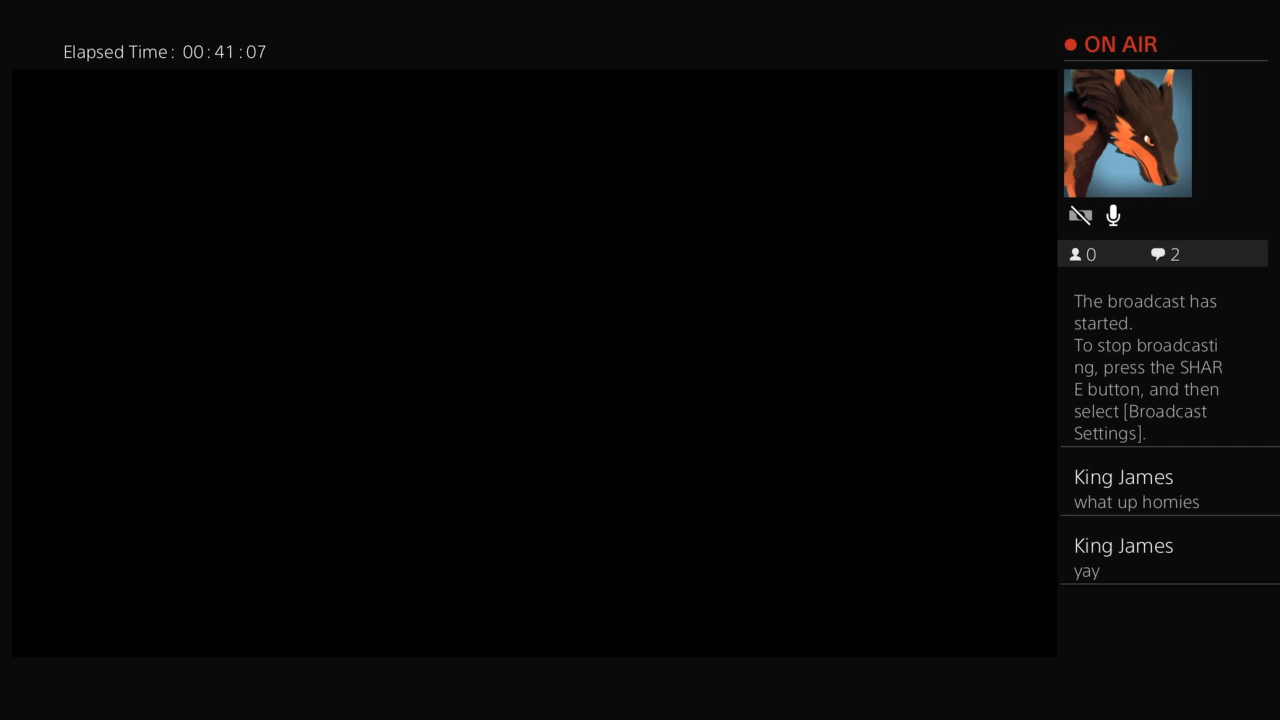 Elapsed Time: 00:41:07
ON AIR
0 2
The broadcast has
started.
To stop broadcasti
ng, press the SHAR
E button, and then
select [Broadcast
Settings].
King James
what up homies
King James
yay